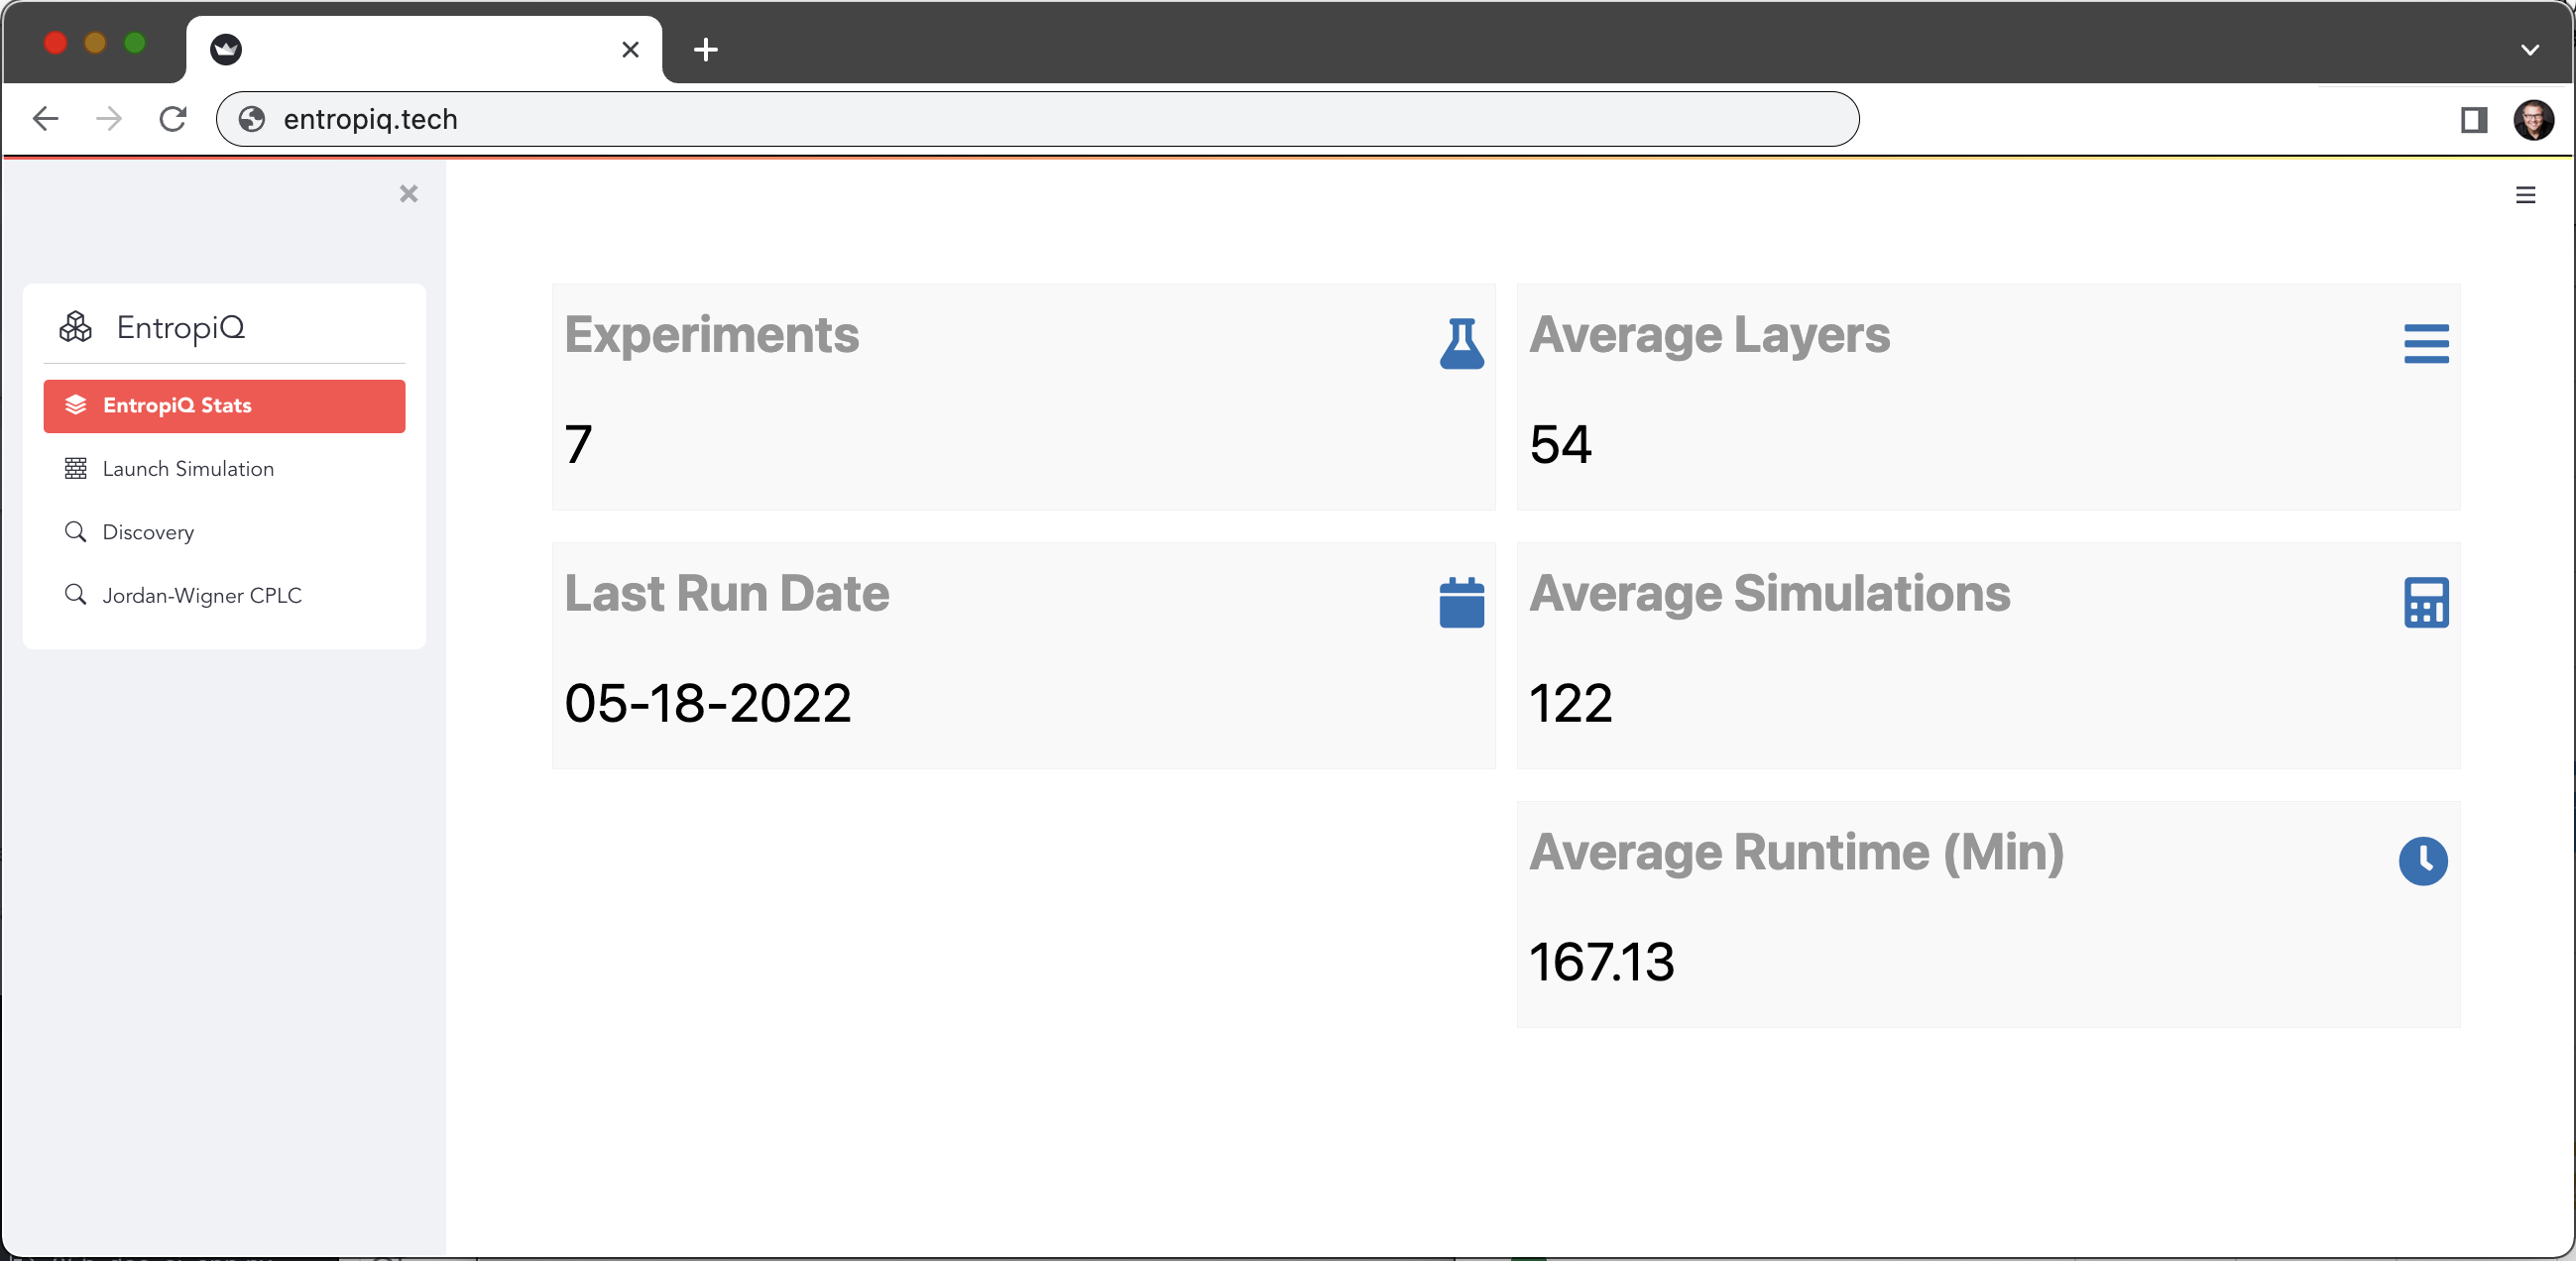 entropiq.tech
EntropiQ
EntropiQ Stats
Launch Simulation
Discovery
Jordan-Wigner CPLC
Experiments
7
Average Layers
54
Last Run Date
05-18-2022
Average Simulations
122
Average Runtime (Min)
167.13